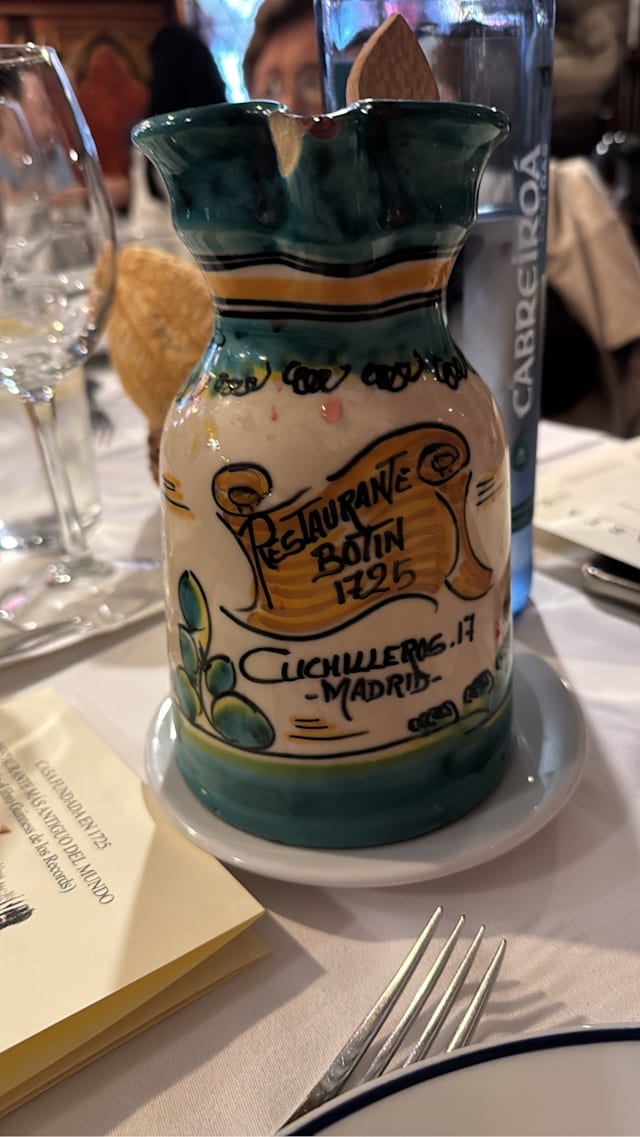 RESTAURANTE
BOTIN
1725
CUCHILLEROS.17
-MADRID-
CABREIROÁ
CASA FUNDADA EN 1725
MÁS ANTIGUO DEL MUNDO
Guinness de los Records)